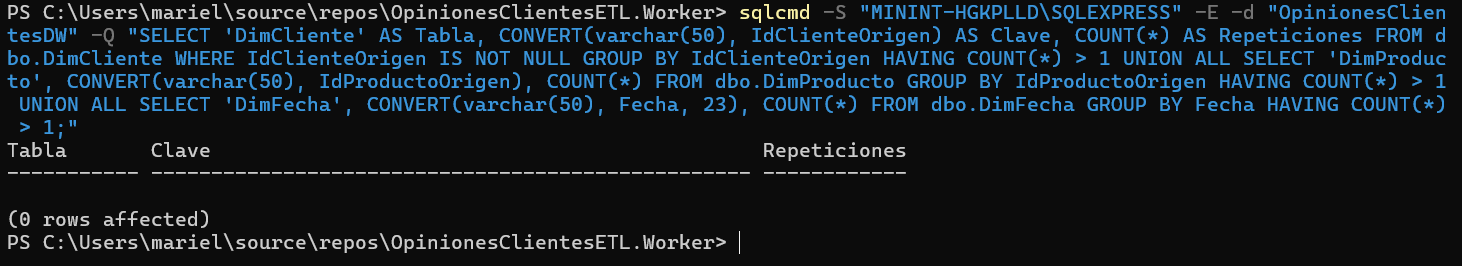 PS C:\Users\mariel\source\repos\OpinionesClientesETL.Worker> sqlcmd -S "MININT-HGKPLLD\SQLEXPRESS" -E -d "OpinionesClien
tesDW" -Q "SELECT 'DimCliente' AS Tabla, CONVERT(varchar(50), IdClienteOrigen) AS Clave, COUNT(*) AS Repeticiones FROM d
bo.DimCliente WHERE IdClienteOrigen IS NOT NULL GROUP BY IdClienteOrigen HAVING COUNT(*) > 1 UNION ALL SELECT 'DimProduc
to', CONVERT(varchar(50), IdProductoOrigen), COUNT(*) FROM dbo.DimProducto GROUP BY IdProductoOrigen HAVING COUNT(*) > 1
 UNION ALL SELECT 'DimFecha', CONVERT(varchar(50), Fecha, 23), COUNT(*) FROM dbo.DimFecha GROUP BY Fecha HAVING COUNT(*)
 > 1;"
Tabla       Clave                                              Repeticiones
----------- -------------------------------------------------- ------------

(0 rows affected)
PS C:\Users\mariel\source\repos\OpinionesClientesETL.Worker>